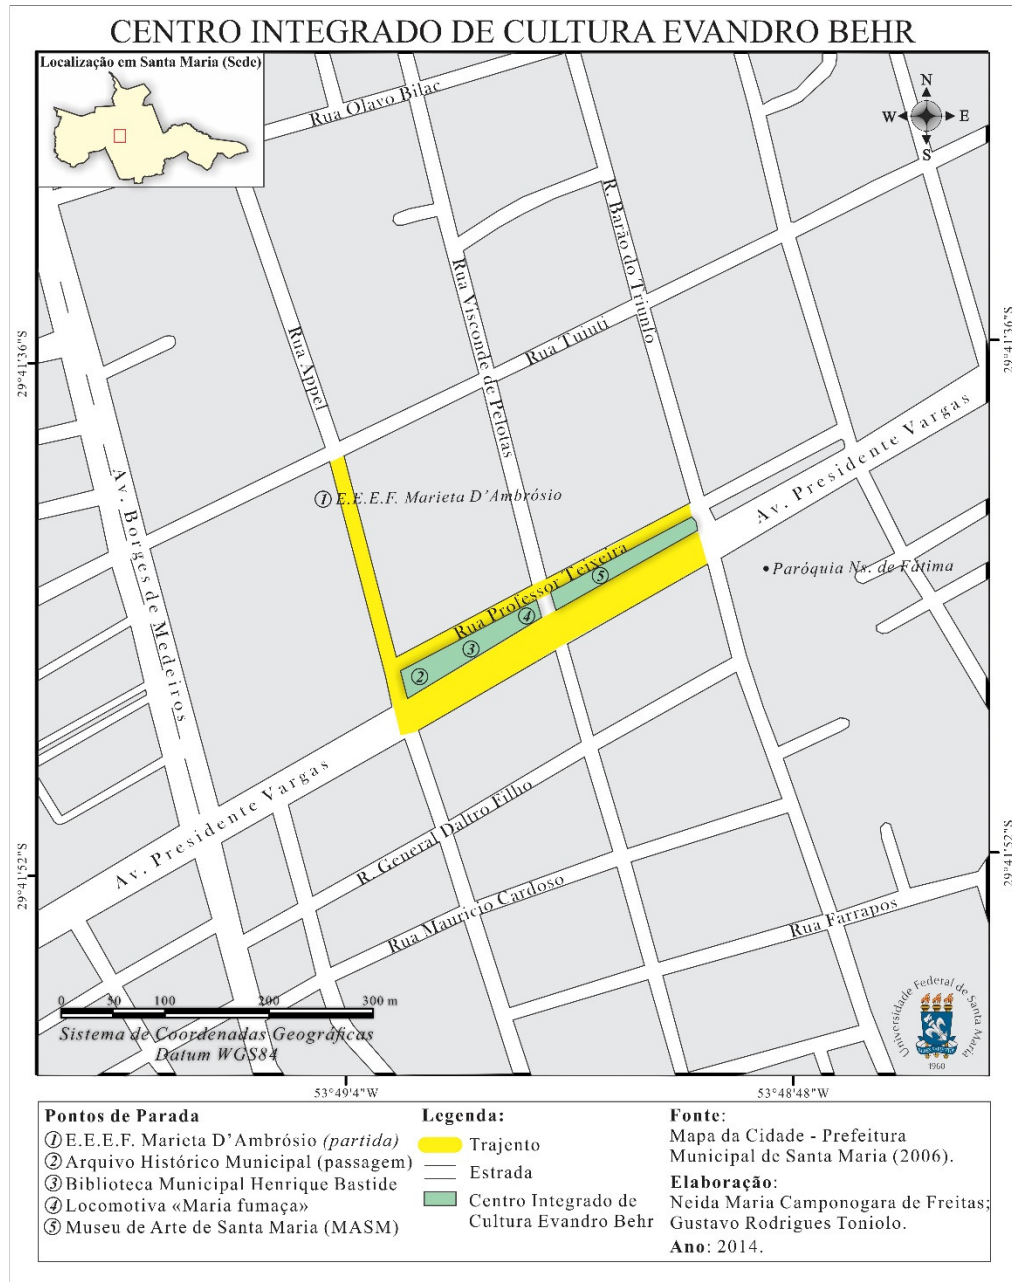 CENTRO INTEGRADO DE CULTURA EVANDRO BEHR
Localização em Santa Maria (Sede)
N
W
E
S
Rua Olavo Bilac
R. Barão do Triunfo
Rua Visconde de Pelotas
Rua Tuiuti
Rua Appel
29°41'36"S
29°41'36"S
Av. Presidente Vargas
Av. Borges de Medeiros
1 E.E.E.F. Marieta D'Ambrósio
Rua Professor Teixeira
5
4
3
2
Paróquia Ns. de Fátima
Av. Presidente Vargas
R. General Daltro Filho
Rua Mauricio Cardoso
Rua Farrapos
29°41'52"S
29°41'52"S
0 50 100 200 300 m
Sistema de Coordenadas Geográficas
Datum WGS84
Universidade Federal de Santa Maria
1960
53°49'4"W
53°48'48"W
Pontos de Parada
1 E.E.E.F. Marieta D'Ambrósio (partida)
2 Arquivo Histórico Municipal (passagem)
3 Biblioteca Municipal Henrique Bastide
4 Locomotiva «Maria fumaça»
5 Museu de Arte de Santa Maria (MASM)
Legenda:
Trajento
Estrada
Centro Integrado de
Cultura Evandro Behr
Fonte:
Mapa da Cidade - Prefeitura
Municipal de Santa Maria (2006).
Elaboração:
Neida Maria Camponogara de Freitas;
Gustavo Rodrigues Toniolo.
Ano: 2014.